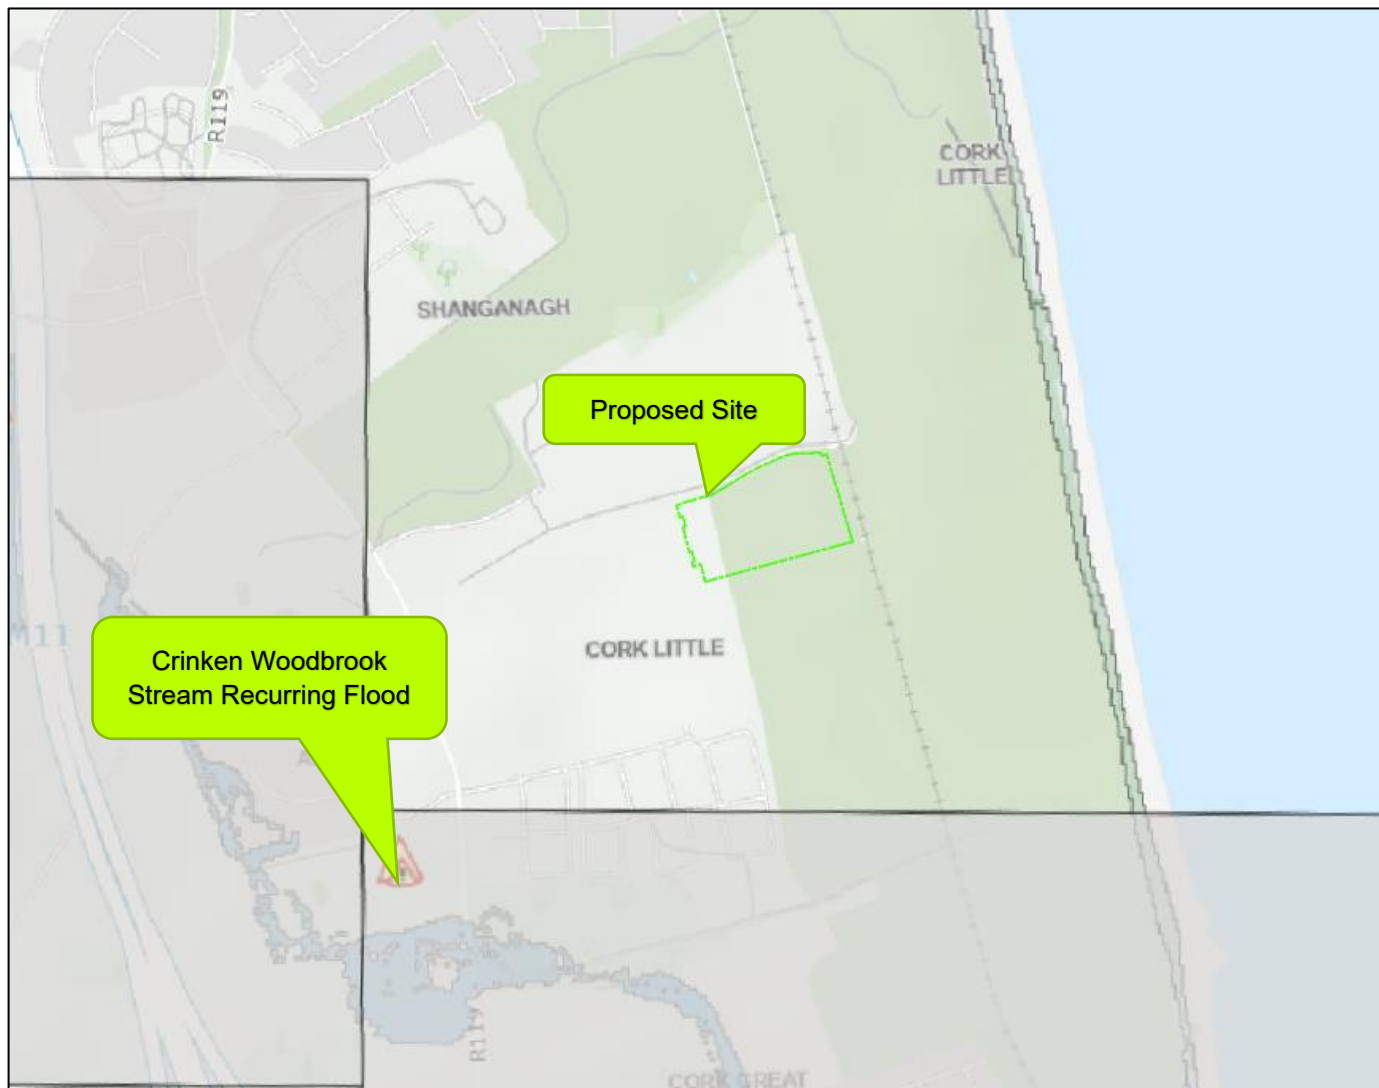 R119
CORK
LITTLE
SHANGANAGH
Proposed Site
M11
Crinken Woodbrook
Stream Recurring Flood
CORK LITTLE
R119
CORK GREAT